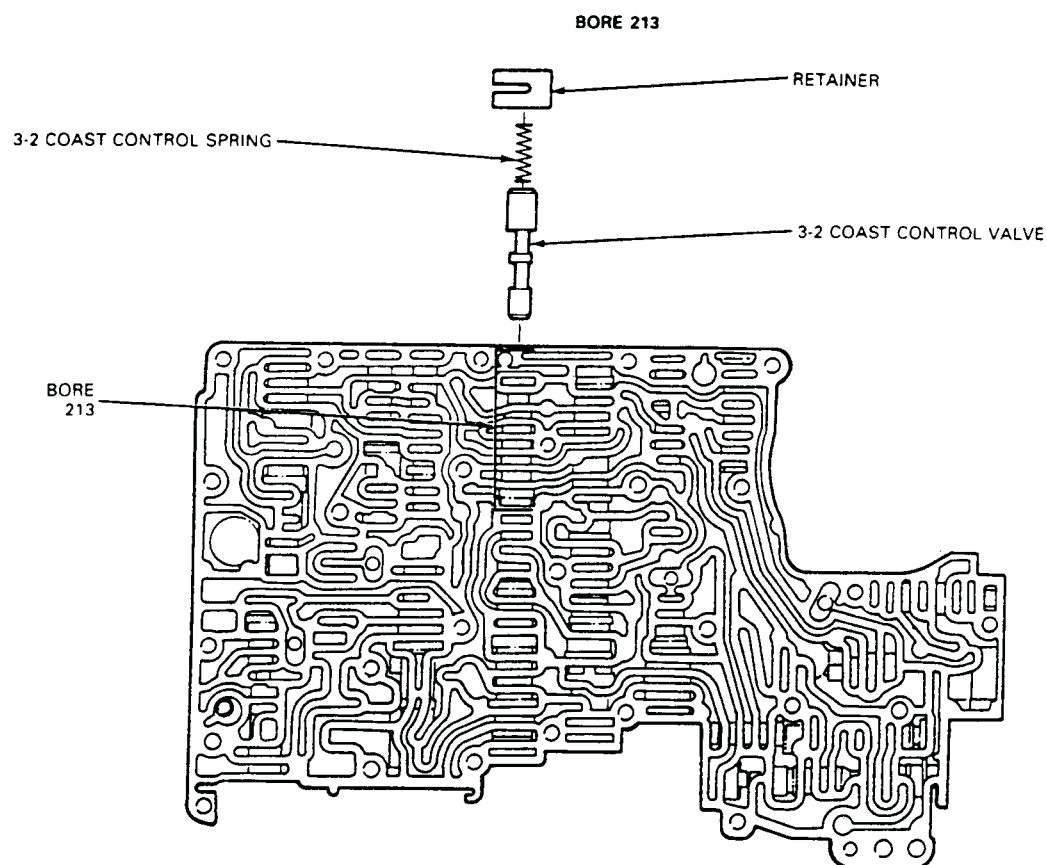 BORE 213
RETAINER
3-2 COAST CONTROL SPRING
3-2 COAST CONTROL VALVE
BORE
213